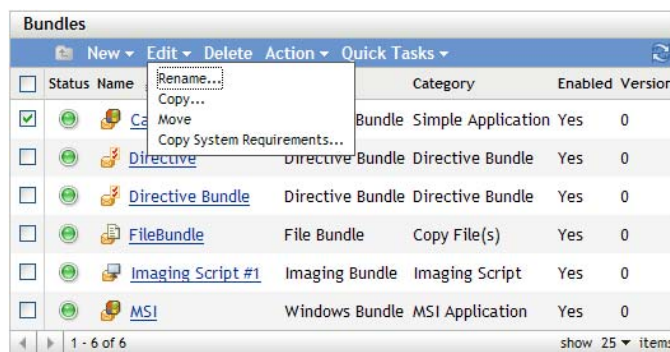 Bundles
New Edit Delete Action Quick Tasks
Status Name Category Enabled Version
Rename...
Copy...
Move
Copy System Requirements...
Ca Bundle Simple Application Yes 0
Directive Directive Bundle Directive Bundle Yes 0
Directive Bundle Directive Bundle Directive Bundle Yes 0
FileBundle File Bundle Copy File(s) Yes 0
Imaging Script #1 Imaging Bundle Imaging Script Yes 0
MSI Windows Bundle MSI Application Yes 0
1 - 6 of 6 show 25 items